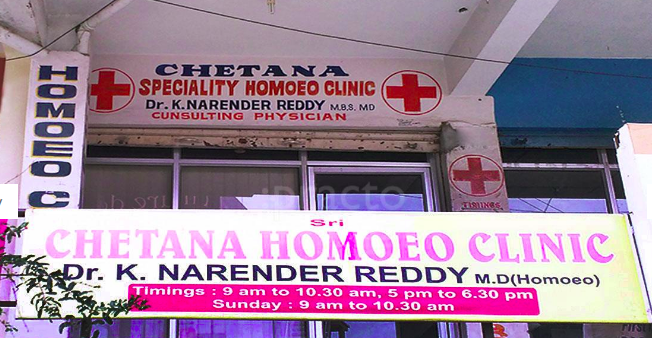 HOMOEO C
CHETANA
SPECIALITY HOMOEO CLINIC
Dr. K.NARENDER REDDY M.B.S, MD
CUNSULTING PHYSICIAN
TIMINGS
Sri
CHETANA HOMOEO CLINIC
Dr. K. NARENDER REDDY M.D(Homoeo)
Timings : 9 am to 10.30 am, 5 pm to 6.30 pm
Sunday : 9 am to 10.30 am